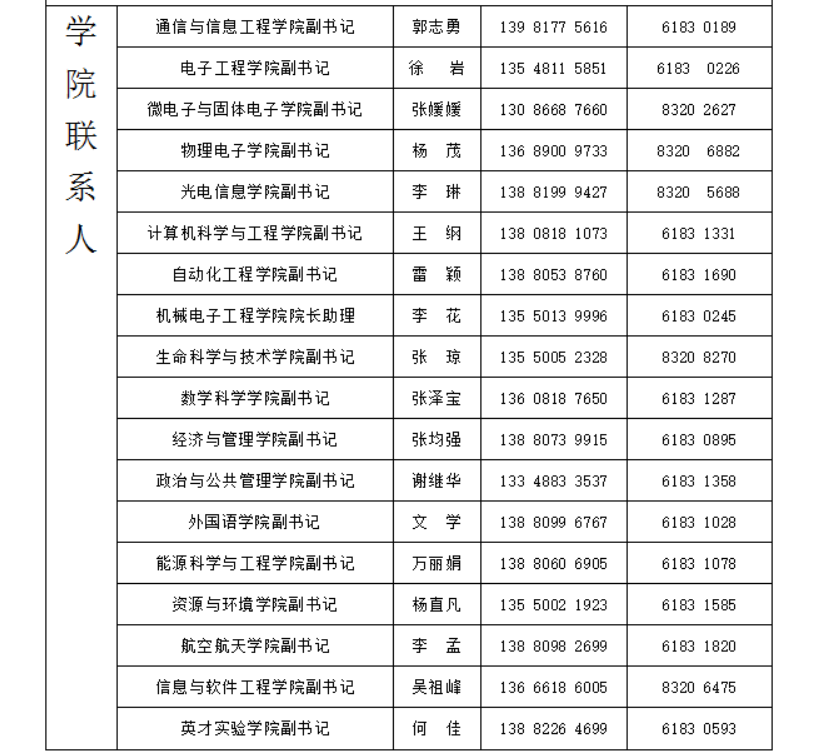 学院联系人
通信与信息工程学院副书记 郭志勇 139 8177 5616 6183 0189
电子工程学院副书记 徐 岩 135 4811 5851 6183 0226
微电子与固体电子学院副书记 张媛媛 130 8668 7660 8320 2627
物理电子学院副书记 杨 茂 136 8900 9733 8320 6882
光电信息学院副书记 李 琳 138 8199 9427 8320 5688
计算机科学与工程学院副书记 王 纲 138 0818 1073 6183 1331
自动化工程学院副书记 雷 颖 138 8053 8760 6183 1690
机械电子工程学院院长助理 李 花 135 5013 9996 6183 0245
生命科学与技术学院副书记 张 琼 135 5005 2328 8320 8270
数学科学学院副书记 张泽宝 136 0818 7650 6183 1287
经济与管理学院副书记 张均强 138 8073 9915 6183 0895
政治与公共管理学院副书记 谢继华 133 4883 3537 6183 1358
外国语学院副书记 文 学 138 8099 6767 6183 1028
能源科学与工程学院副书记 万丽娟 138 8060 6905 6183 1078
资源与环境学院副书记 杨直凡 135 5002 1923 6183 1585
航空航天学院副书记 李 孟 138 8098 2699 6183 1820
信息与软件工程学院副书记 吴祖峰 136 6618 6005 8320 6475
英才实验学院副书记 何 佳 138 8226 4699 6183 0593